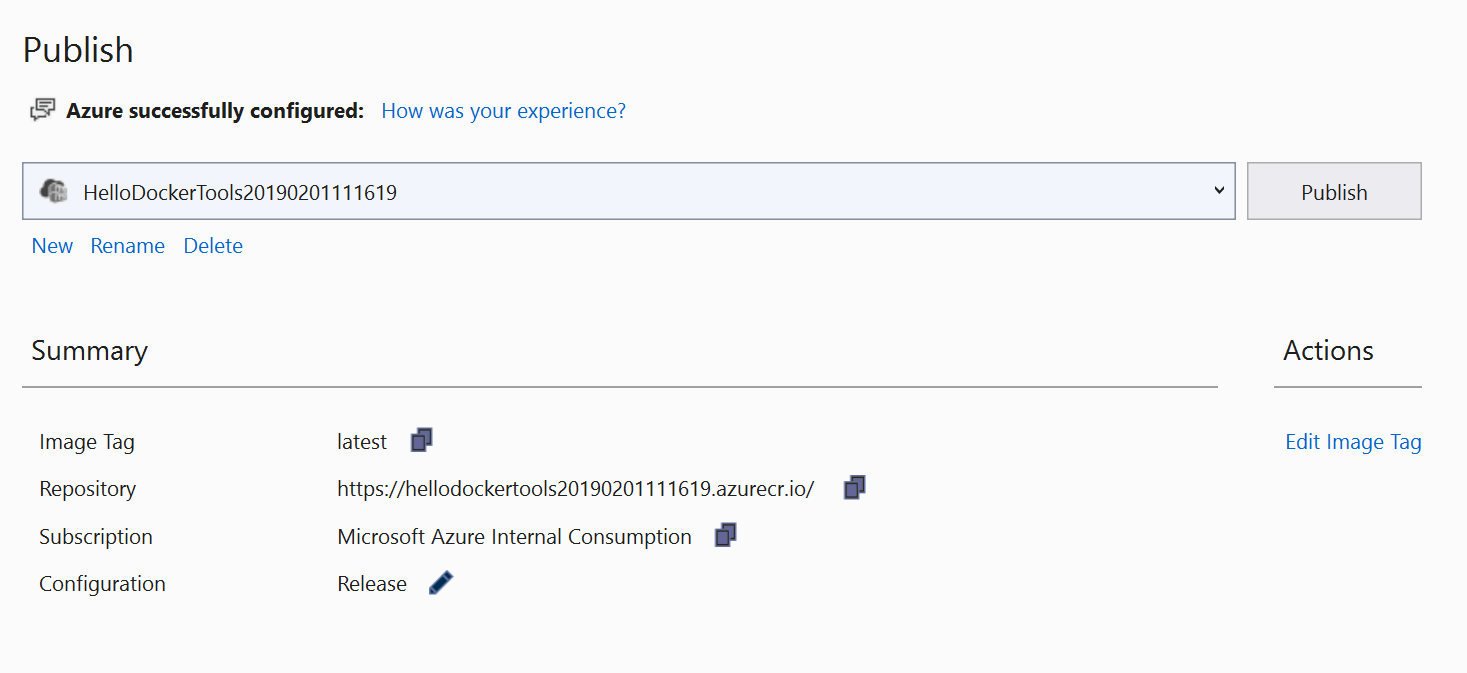 Publish
Azure successfully configured: How was your experience?
HelloDockerTools20190201111619 Publish
New Rename Delete
Summary Actions
Image Tag latest Edit Image Tag
Repository https://hellodockertools20190201111619.azurecr.io/
Subscription Microsoft Azure Internal Consumption
Configuration Release